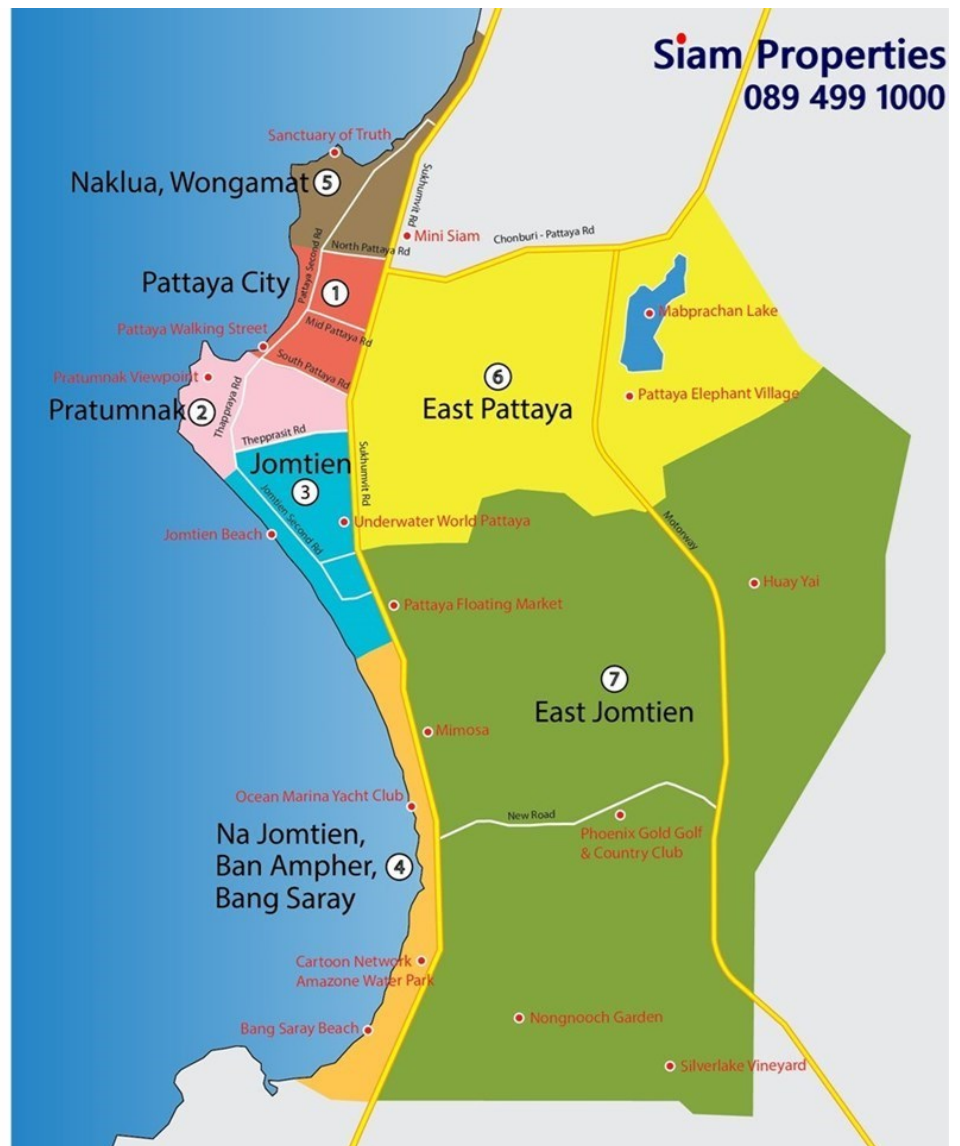 Siam Properties
089 499 1000
Sanctuary of Truth
Naklua, Wongamat 5
Sukhumvit Rd
Mini Siam
Chonburi - Pattaya Rd
North Pattaya Rd
Pattaya Second Rd
Pattaya City
1
Mabprachan Lake
Mid Pattaya Rd
Pattaya Walking Street
South Pattaya Rd
Pratumnak Viewpoint
6
East Pattaya
Pattaya Elephant Village
Pratumnak 2
Thappraya Rd
Thepprasit Rd
Jomtien
3
Sukhumvit Rd
Jomtien Second Rd
Underwater World Pattaya
Jomtien Beach
Motorway
Huay Yai
Pattaya Floating Market
7
East Jomtien
Mimosa
Ocean Marina Yacht Club
New Road
Phoenix Gold Golf
& Country Club
Na Jomtien,
Ban Ampher, 4
Bang Saray
Cartoon Network
Amazone Water Park
Bang Saray Beach
Nongnooch Garden
Silverlake Vineyard